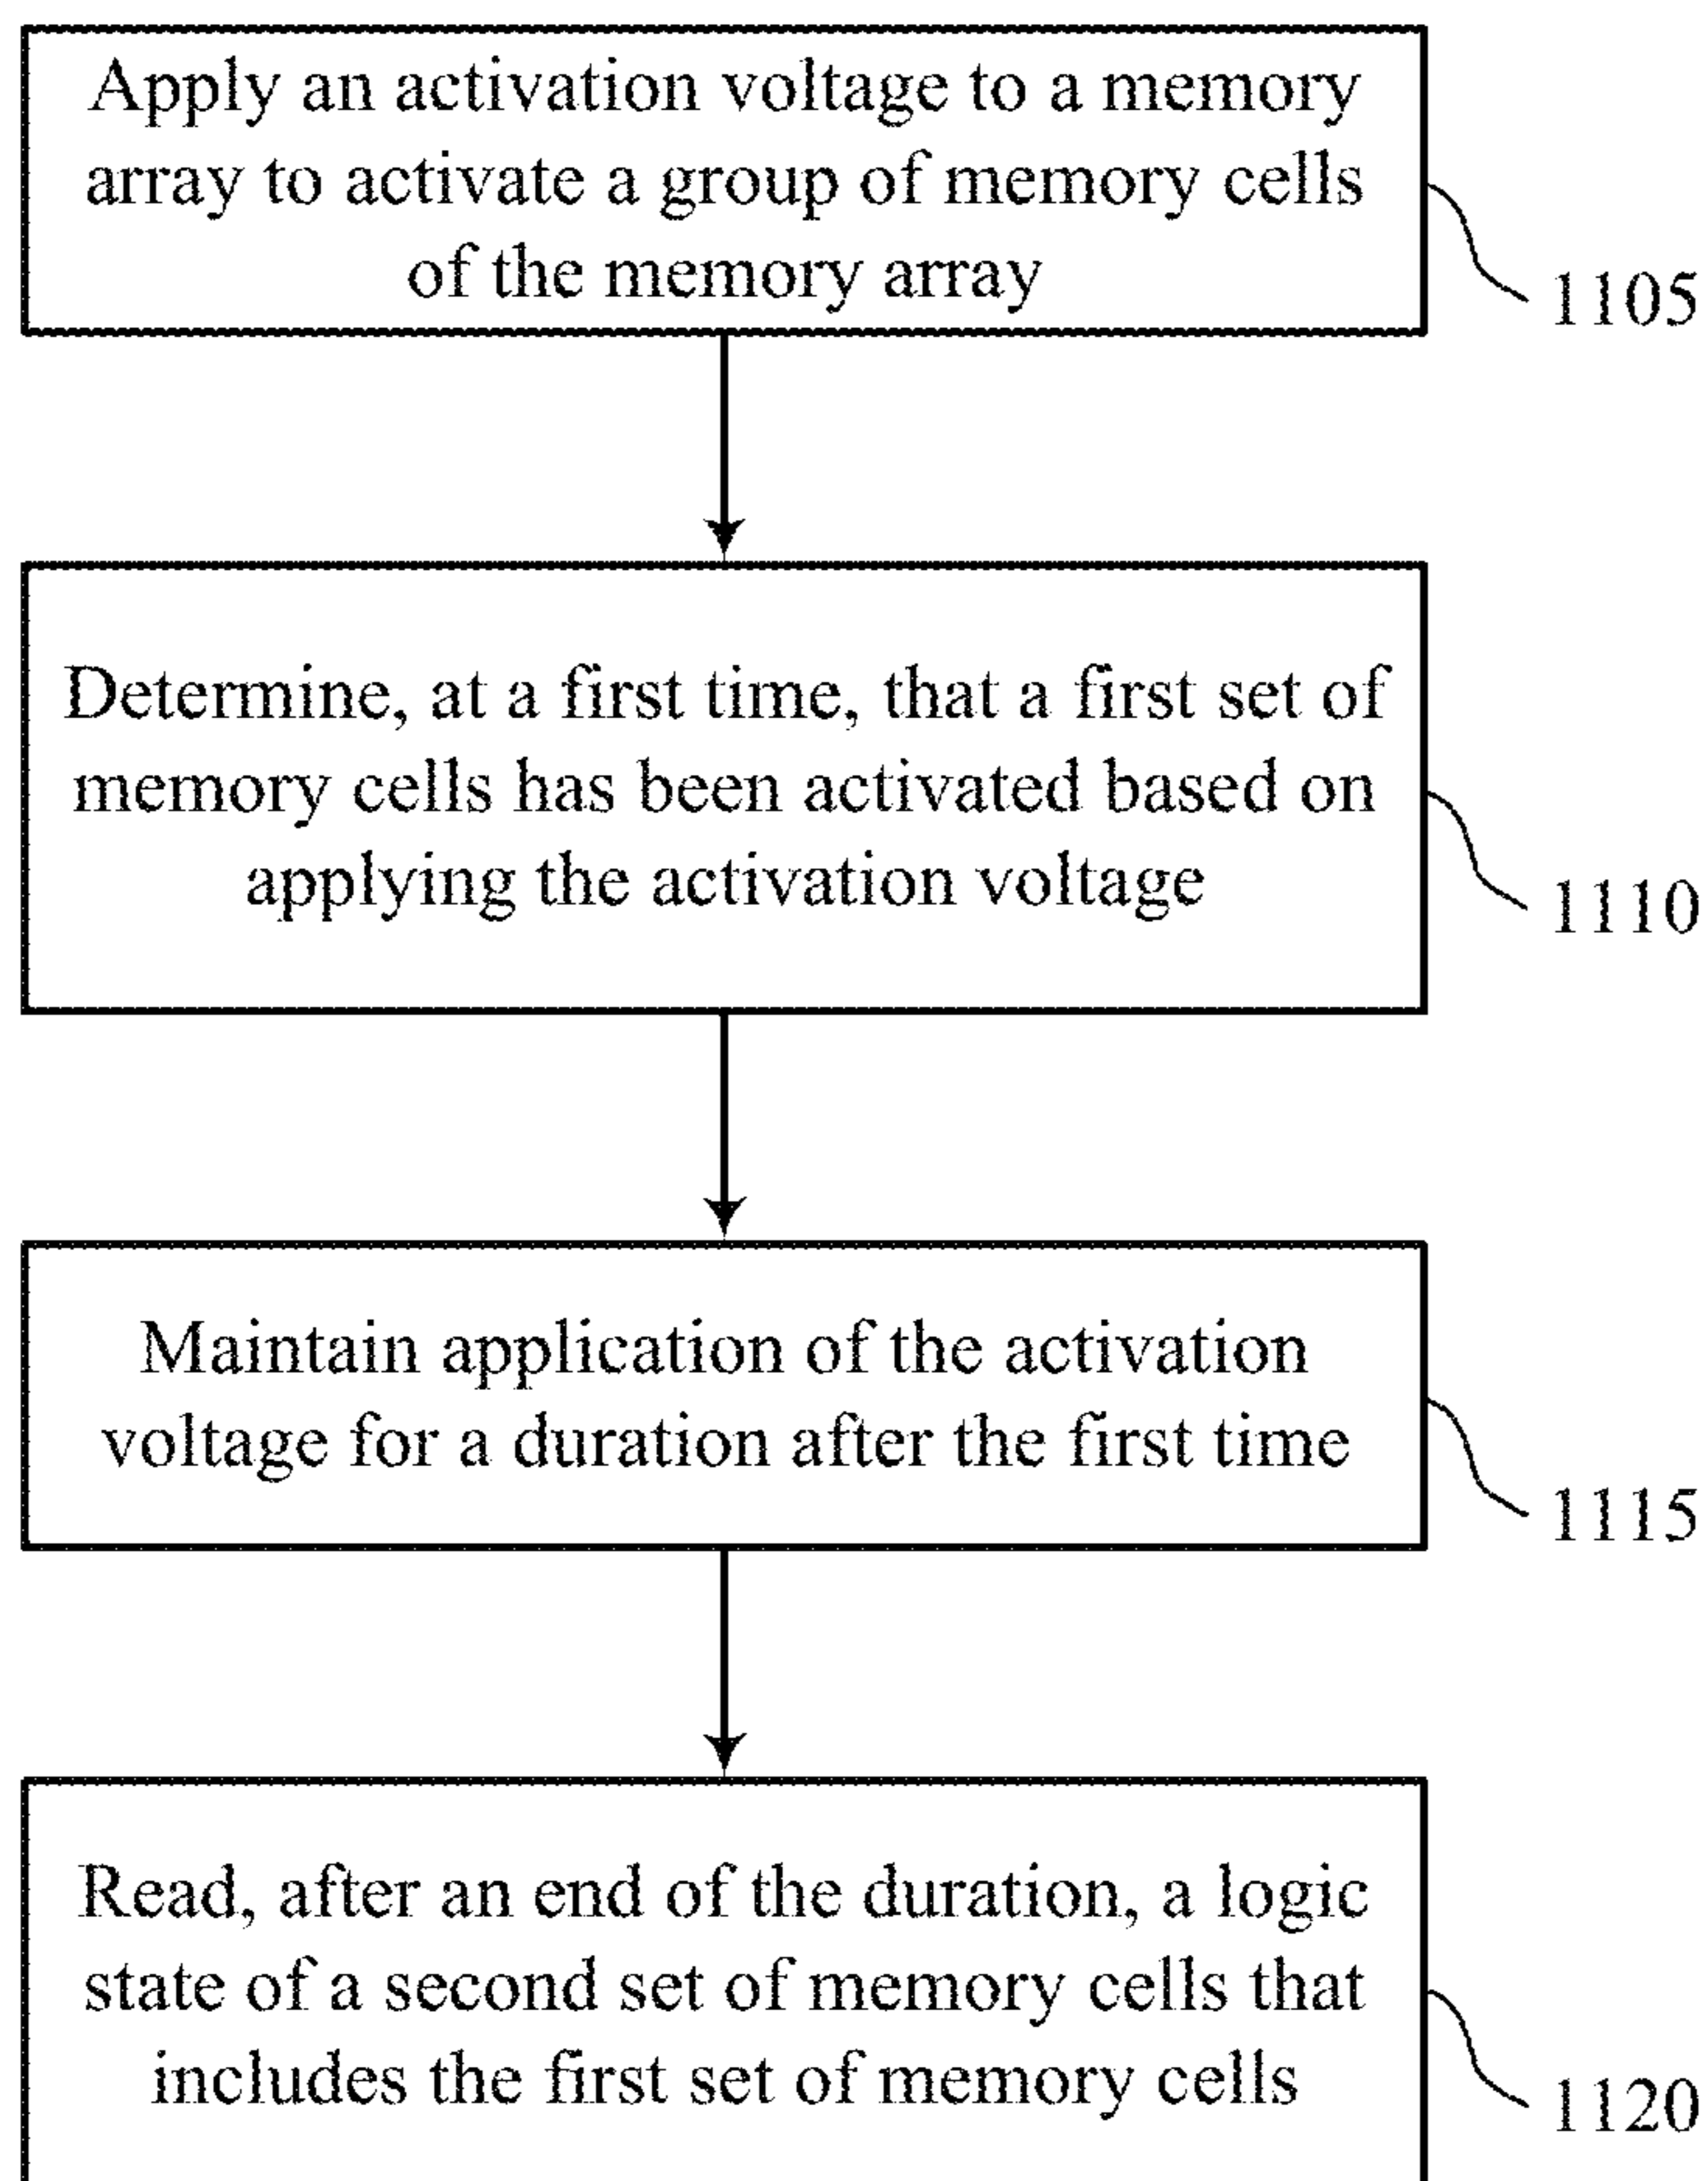 Apply an activation voltage to a memory
array to activate a group of memory cells
of the memory array
1105
Determine, at a first time, that a first set of
memory cells has been activated based on
applying the activation voltage
1110
Maintain application of the activation
voltage for a duration after the first time
1115
Read, after an end of the duration, a logic
state of a second set of memory cells that
includes the first set of memory cells
1120